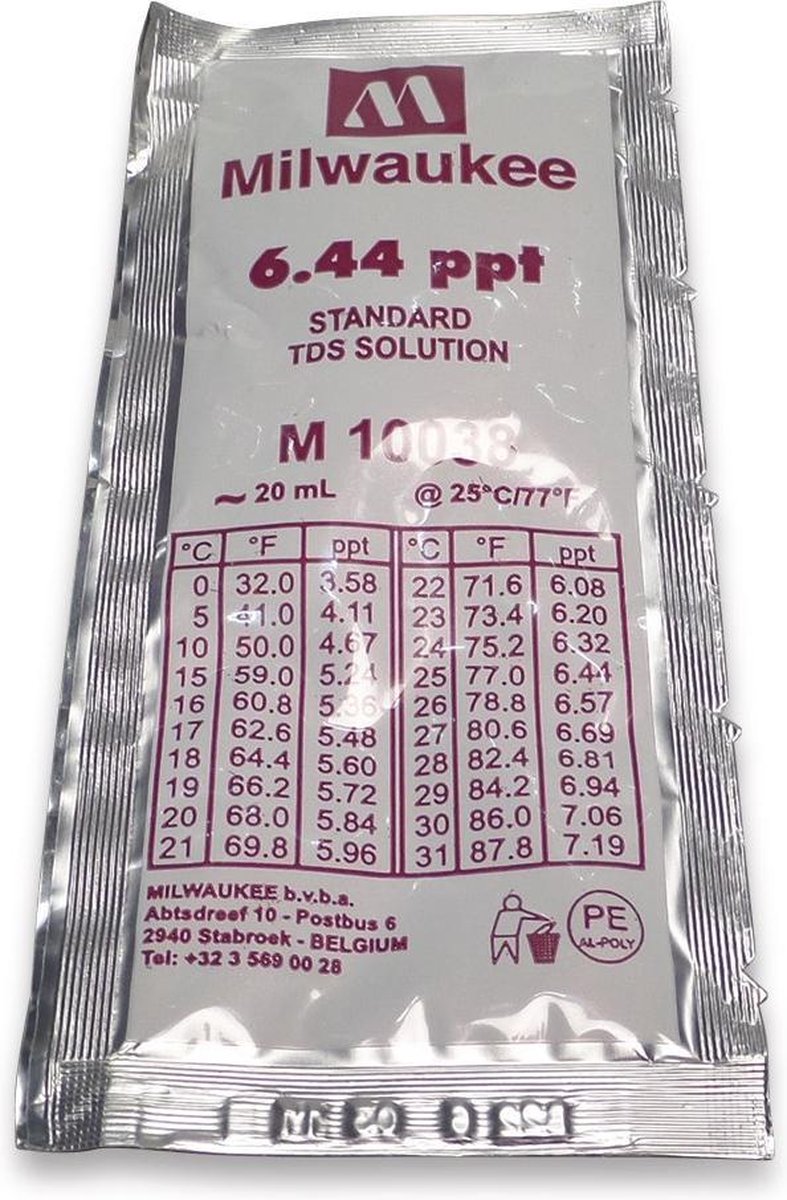 Milwaukee
6.44 ppt
STANDARD
TDS SOLUTION
M 10038
~ 20 mL @ 25°C/77°F
°C °F ppt °C °F ppt
0 32.0 3.58 22 71.6 6.08
5 41.0 4.11 23 73.4 6.20
10 50.0 4.67 24 75.2 6.32
15 59.0 5.24 25 77.0 6.44
16 60.8 5.36 26 78.8 6.57
17 62.6 5.48 27 80.6 6.69
18 64.4 5.60 28 82.4 6.81
19 66.2 5.72 29 84.2 6.94
20 68.0 5.84 30 86.0 7.06
21 69.8 5.96 31 87.8 7.19
MILWAUKEE b.v.b.a.
Abtsdreef 10 - Postbus 6
2940 Stabroek - BELGIUM
Tel: +32 3 569 00 28
PE
AL-POLY